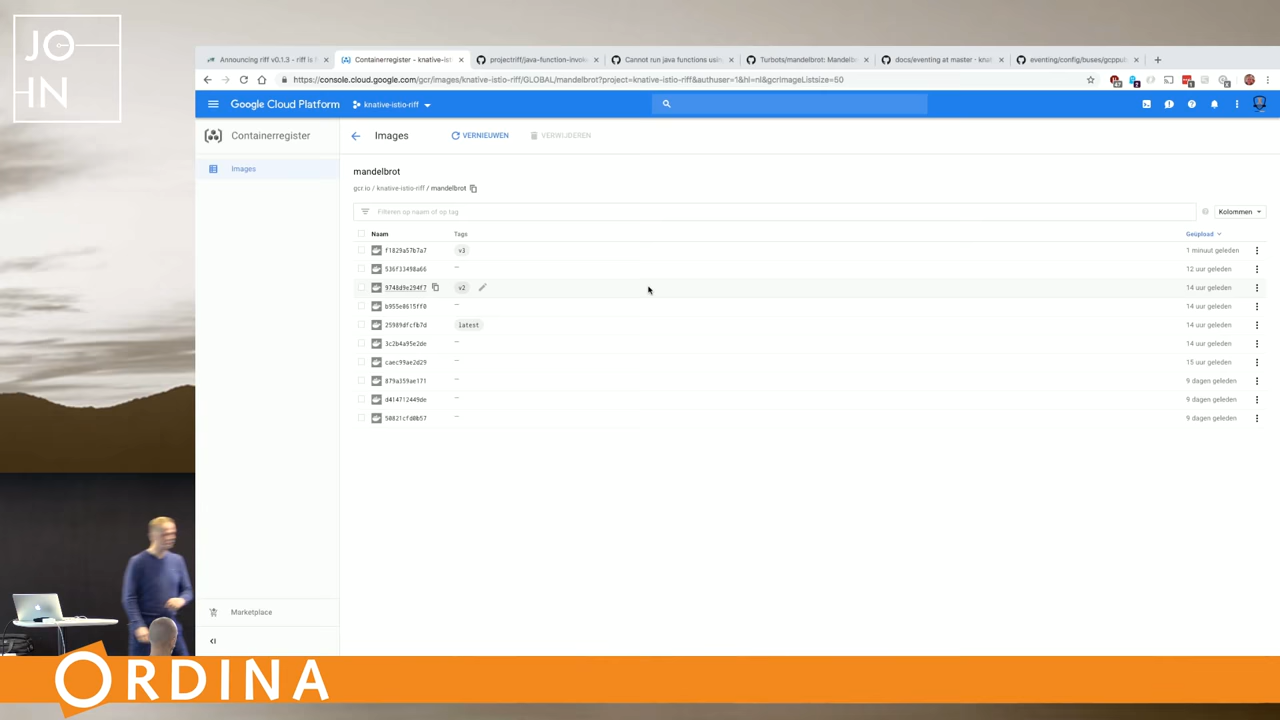 JO
IN
Announcing riff v0.1.3 - riff is
Containerregister - knative-ist
projectriff/java-function-invok
Cannot run java functions usin
Turbots/mandelbrot: Mandelb
docs/eventing at master · kna
eventing/config/buses/gcppub
https://console.cloud.google.com/gcr/images/knative-istio-riff/GLOBAL/mandelbrot?project=knative-istio-riff&authuser=1&hl=nl&gcrImageListsize=50
Google Cloud Platform
knative-istio-riff
Containerregister
Images
VERNIEUWEN
VERWIJDEREN
Images
mandelbrot
gcr.io / knative-istio-riff / mandelbrot
Filteren op naam of op tag
Kolommen
Naam Tags Geüpload
f1829a57b7a7 v3 1 minuut geleden
536f33498a66 — 12 uur geleden
9748d9e294f7 v2 14 uur geleden
b955e8615ff0 — 14 uur geleden
25989dfcfb7d latest 14 uur geleden
3c2b4a95e2de — 14 uur geleden
caec99ae2d29 — 15 uur geleden
879a359ae171 — 9 dagen geleden
d414712449de — 9 dagen geleden
50821cfd0b57 — 9 dagen geleden
Marketplace
ORDINA